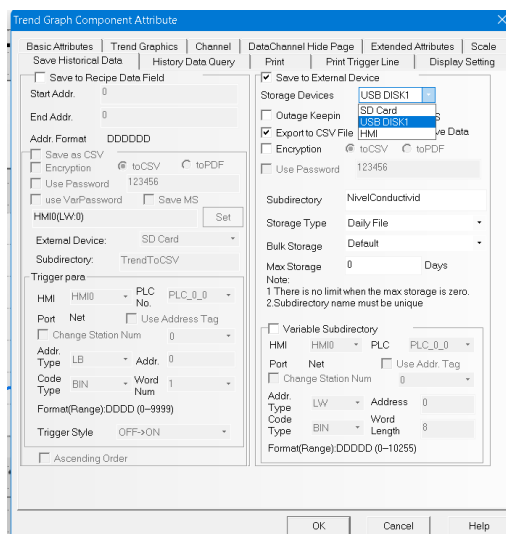 Trend Graph Component Attribute
Basic Attributes Trend Graphics Channel DataChannel Hide Page Extended Attributes Scale
Save Historical Data History Data Query Print Print Trigger Line Display Setting
Save to Recipe Data Field
Start Addr. 0
End Addr. 0
Addr. Format DDDDDD
Save as CSV
Encryption toCSV toPDF
Use Password 123456
use VarPassword Save MS
HMI0(LW:0) Set
External Device: SD Card
Subdirectory: TrendToCSV
Trigger para
HMI HMI0 PLC No. PLC_0_0
Port Net Use Address Tag
Change Station Num 0
Addr. Type LB Addr. 0
Code Type BIN Word Num 1
Format(Range):DDDD (0~9999)
Trigger Style OFF->ON
Ascending Order
Save to External Device
Storage Devices USB DISK1
SD Card
USB DISK1
HMI
Outage Keepin
Export to CSV File Data
Encryption toCSV toPDF
Use Password 123456
Subdirectory NivelConductivid
Storage Type Daily File
Bulk Storage Default
Max Storage 0 Days
Note:
1 There is no limit when the max storage is zero.
2.Subdirectory name must be unique
Variable Subdirectory
HMI HMI0 PLC PLC_0_0
Port Net Use Addr. Tag
Change Station Num 0
Addr. Type LW Address 0
Code Type BIN Word Length 8
Format(Range):DDDDD (0~10255)
OK Cancel Help